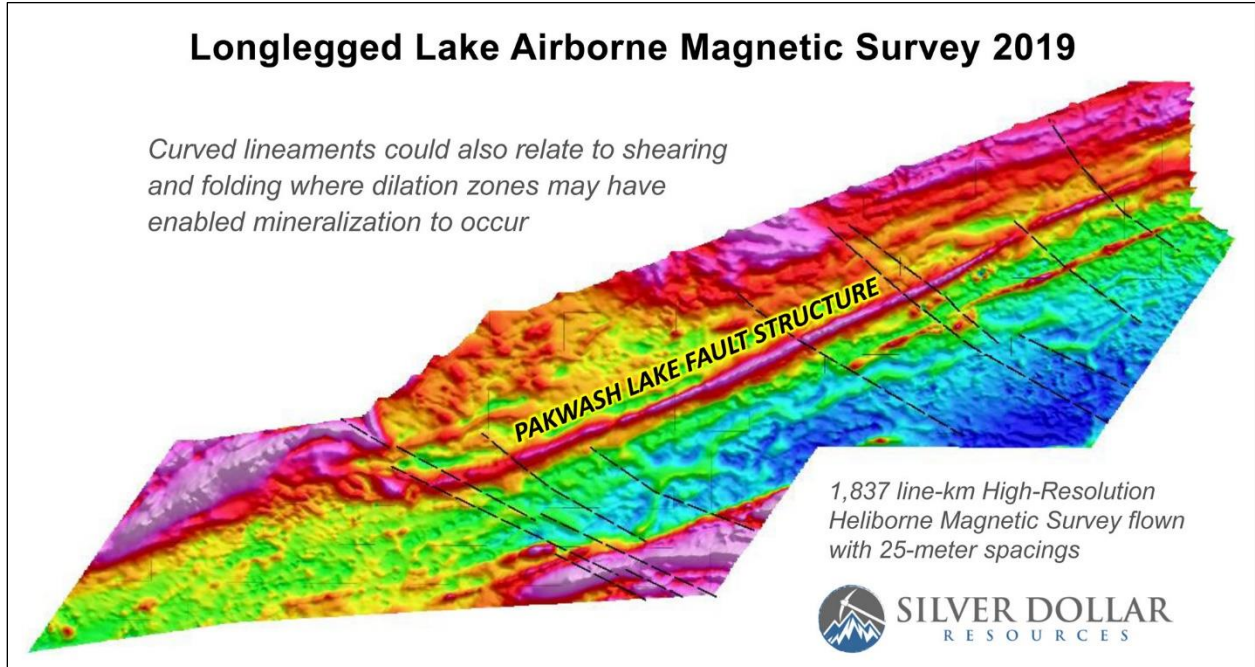 Longlegged Lake Airborne Magnetic Survey 2019
Curved lineaments could also relate to shearing
and folding where dilation zones may have
enabled mineralization to occur
PAKWASH LAKE FAULT STRUCTURE
1,837 line-km High-Resolution
Heliborne Magnetic Survey flown
with 25-meter spacings
SILVER DOLLAR
RESOURCES